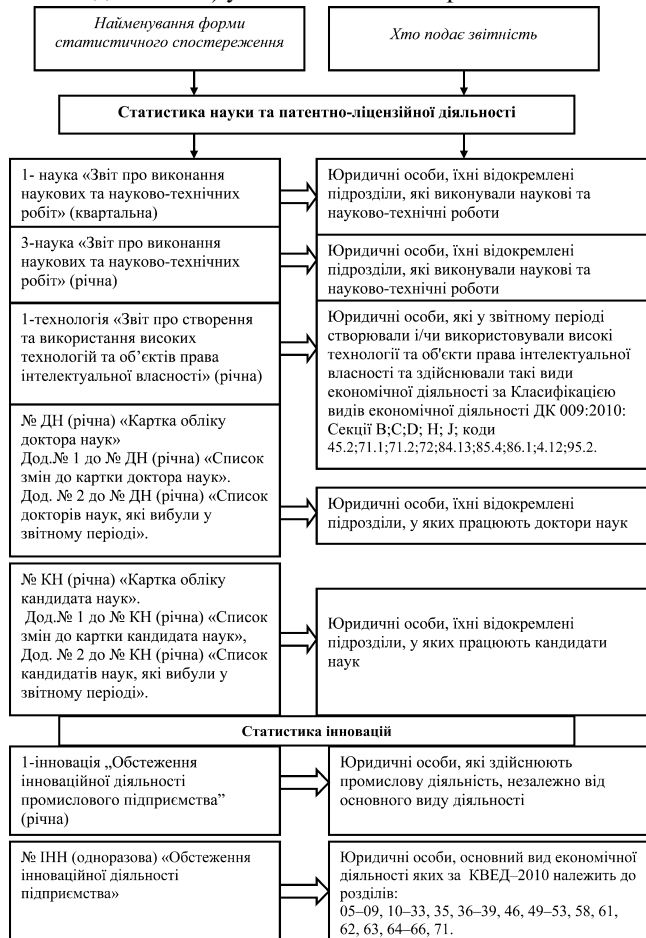 Найменування форми
статистичного спостереження
Хто подає звітність
Статистика науки та патентно-ліцензійної діяльності
1- наука «Звіт про виконання
наукових та науково-технічних
робіт» (квартальна)
Юридичні особи, їхні відокремлені
підрозділи, які виконували наукові та
науково-технічні роботи
3-наука «Звіт про виконання
наукових та науково-технічних
робіт» (річна)
Юридичні особи, їхні відокремлені
підрозділи, які виконували наукові та
науково-технічні роботи
1-технологія «Звіт про створення
та використання високих
технологій та об’єктів права
інтелектуальної власності» (річна)
Юридичні особи, які у звітному періоді
створювали і/чи використовували високі
технології та об'єкти права інтелектуальної
власності та здійснювали такі види
економічної діяльності за Класифікацією
видів економічної діяльності ДК 009:2010:
Секції B;C;D; H; J; коди
45.2;71.1;71.2;72;84.13;85.4;86.1;4.12;95.2.
№ ДН (річна) «Картка обліку
доктора наук»
Дод.№ 1 до № ДН (річна) «Список
змін до картки доктора наук».
Дод. № 2 до № ДН (річна) «Список
докторів наук, які вибули у
звітному періоді».
Юридичні особи, їхні відокремлені
підрозділи, у яких працюють доктори наук
№ КН (річна) «Картка обліку
кандидата наук».
Дод.№ 1 до № КН (річна) «Список
змін до картки кандидата наук»,
Дод. № 2 до № КН (річна) «Список
кандидатів наук, які вибули у
звітному періоді».
Юридичні особи, їхні відокремлені
підрозділи, у яких працюють кандидати
наук
Статистика інновацій
1-інновація „Обстеження
інноваційної діяльності
промислового підприємства”
(річна)
Юридичні особи, які здійснюють
промислову діяльність, незалежно від
основного виду діяльності
№ ІНН (одноразова) «Обстеження
інноваційної діяльності
підприємства»
Юридичні особи, основний вид економічної
діяльності яких за КВЕД–2010 належить до
розділів:
05–09, 10–33, 35, 36–39, 46, 49–53, 58, 61,
62, 63, 64–66, 71.